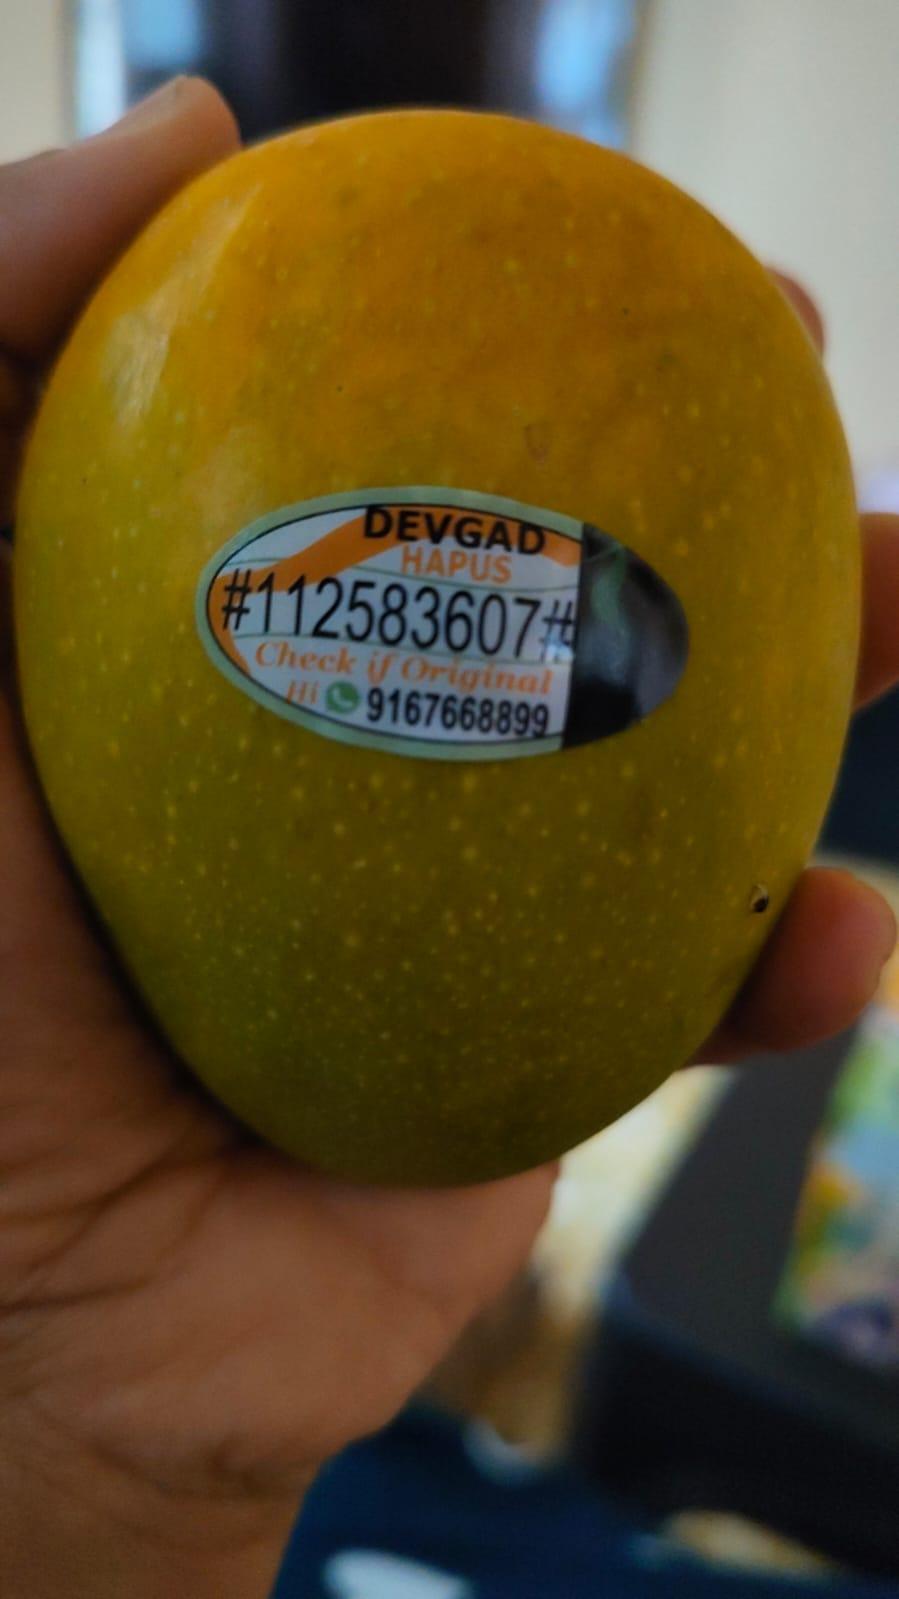 DEVGAD
HAPUS
#112583607#
Check if Original
Hi 9167668899